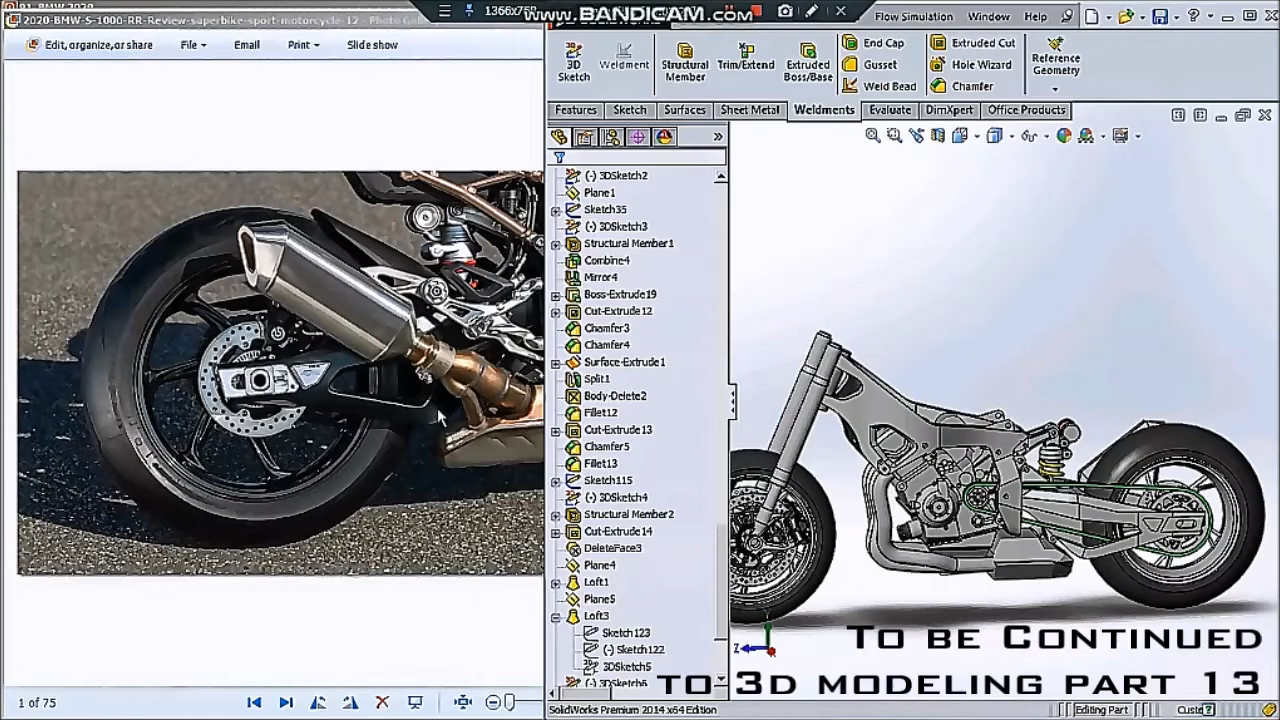 2020-BMW-S-1000-RR-Review-superbike-sport-motorcycle-12 - Photo Ga
1366x768
www.BANDICAM.com
Flow Simulation
Window
Help
Edit, organize, or share
File
Email
Print
Slide show
3D Sketch
Weldment
Structural Member
Trim/Extend
Extruded Boss/Base
End Cap
Gusset
Weld Bead
Extruded Cut
Hole Wizard
Chamfer
Reference Geometry
Features
Sketch
Surfaces
Sheet Metal
Weldments
Evaluate
DimXpert
Office Products
(-) 3DSketch2
Plane1
Sketch35
(-) 3DSketch3
Structural Member1
Combine4
Mirror4
Boss-Extrude19
Cut-Extrude12
Chamfer3
Chamfer4
Surface-Extrude1
Split1
Body-Delete2
Fillet12
Cut-Extrude13
Chamfer5
Fillet13
Sketch115
(-) 3DSketch4
Structural Member2
Cut-Extrude14
DeleteFace3
Plane4
Loft1
Plane5
Loft3
Sketch123
(-) Sketch122
3DSketch5
(-) 3DSketch6
Y
Z
To be Continued
to 3d modeling part 13
1 of 75
SolidWorks Premium 2014 x64 Edition
Editing Part
Custo